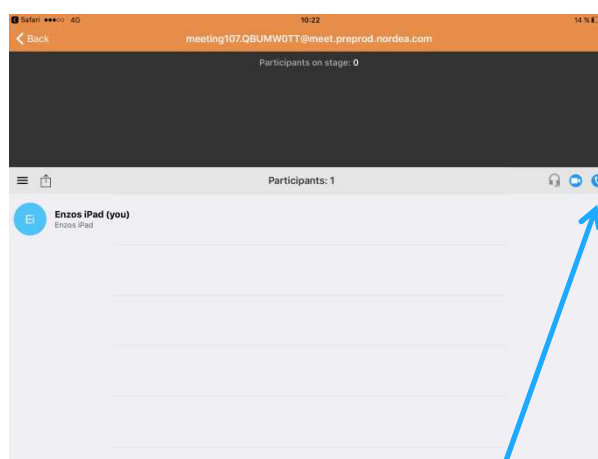 Safari 4G 10:22 14 %
Back meeting107.QBUMW0TT@meet.preprod.nordea.com
Participants on stage: 0
Participants: 1
Ei Enzos iPad (you)
Enzos iPad